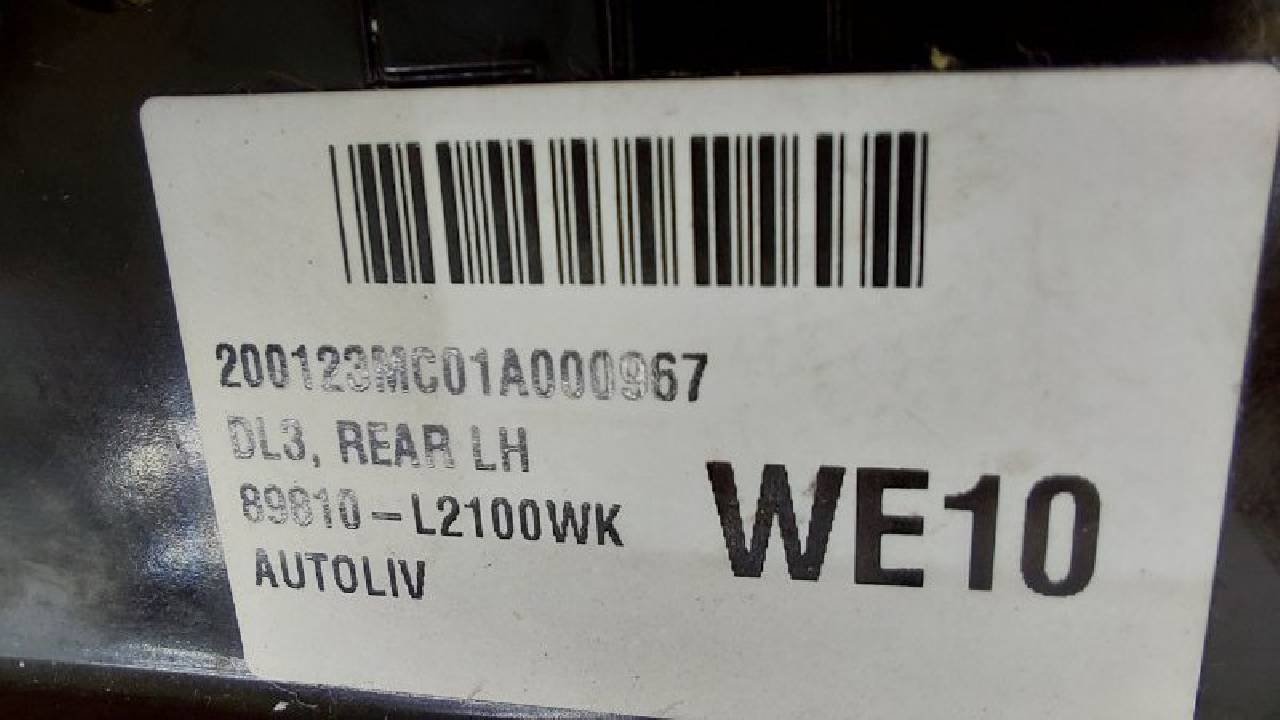 200123MC01A000967
DL3, REAR LH
89810-L2100WK
AUTOLIV
WE10